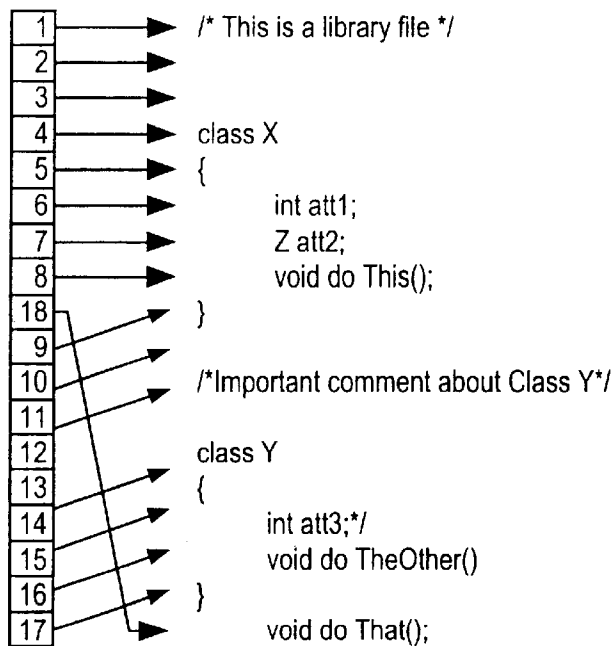 1 /* This is a library file */
2
3
4 class X
5 {
6 int att1;
7 Z att2;
8 void do This();
18 }
9
10 /*Important comment about Class Y*/
11
12 class Y
13 {
14 int att3;*/
15 void do TheOther()
16 }
17 void do That();